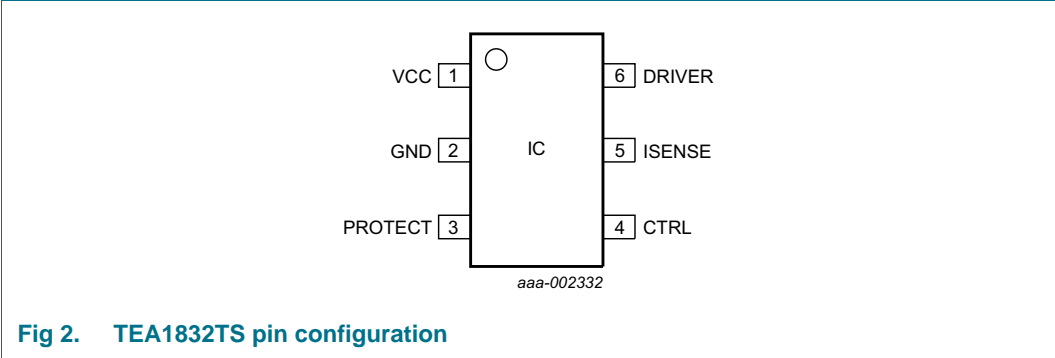 VCC 1 6 DRIVER
GND 2 IC 5 ISENSE
PROTECT 3 4 CTRL
aaa-002332
Fig 2. TEA1832TS pin configuration